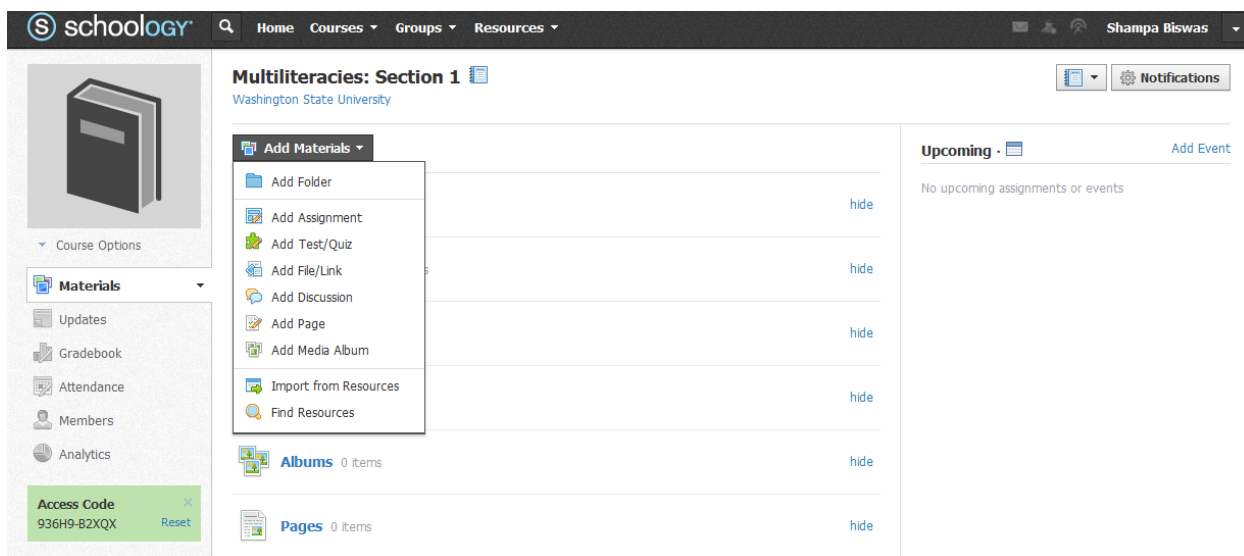 schoology Home Courses Groups Resources Shampa Biswas
Multiliteracies: Section 1
Notifications
Washington State University
Add Materials
Upcoming · Add Event
Add Folder
No upcoming assignments or events
hide
Add Assignment
Course Options
Add Test/Quiz
Add File/Link
s hide
Materials
Add Discussion
Updates
Add Page
hide
Gradebook
Add Media Album
Attendance
Import from Resources
hide
Members
Find Resources
Analytics
Albums 0 items hide
Access Code
936H9-B2XQX Reset
Pages 0 items hide